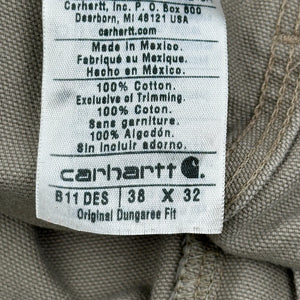 Carhartt, Inc. P.O. Box 600
Dearborn, MI 48121 USA
carhartt.com
Made in Mexico.
Fabriqué au Mexique.
Hecho en México.
100% Cotton.
Exclusive of Trimming.
100% Cotton.
Sans garniture.
100% Algodón.
Sin incluir adorno.
carhartt
B11 DES 38 X 32
Original Dungaree Fit